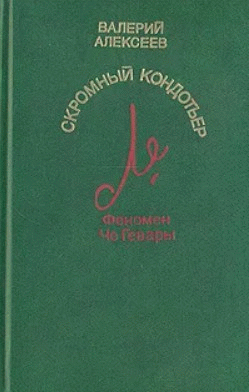 ВАЛЕРИЙ
АЛЕКСЕЕВ
СКРОМНЫЙ КОНДОТЬЕР
Феномен
Че Гевары